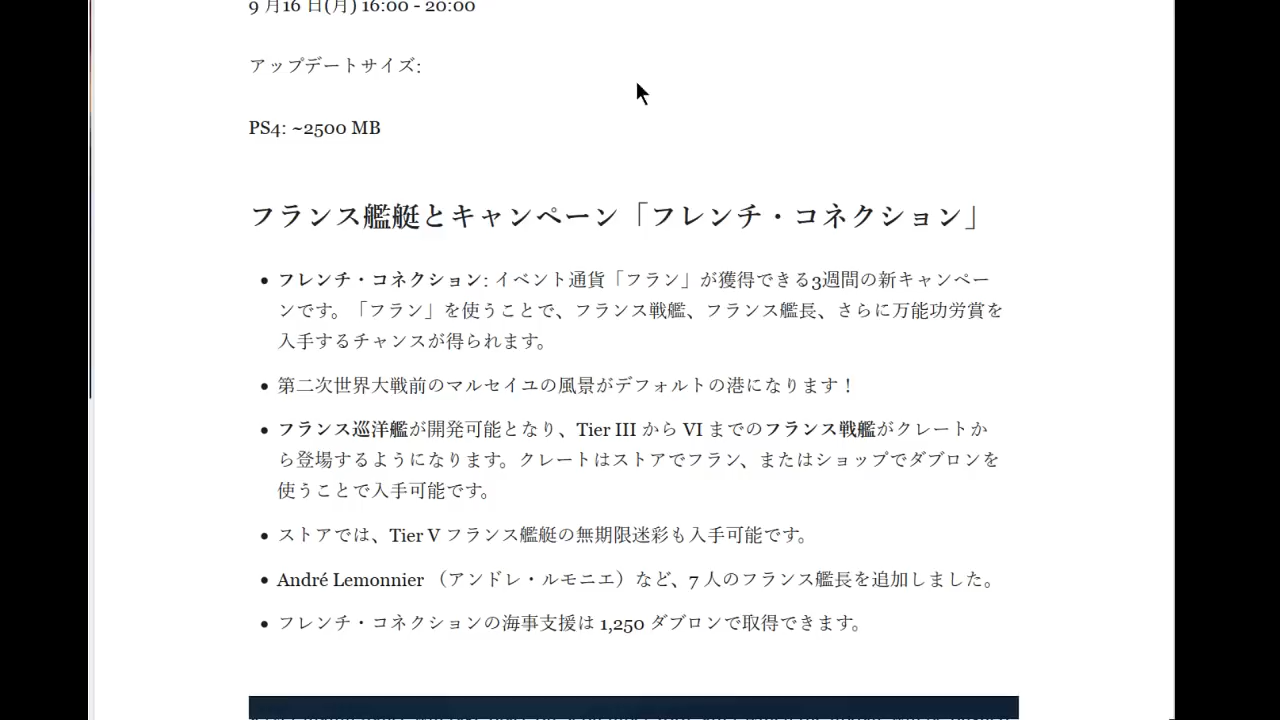 9 月16 日(月) 16:00 - 20:00
アップデートサイズ:
PS4: ~2500 MB
フランス艦艇とキャンペーン「フレンチ・コネクション」
• フレンチ・コネクション: イベント通貨「フラン」が獲得できる3週間の新キャンペー
ンです。「フラン」を使うことで、フランス戦艦、フランス艦長、さらに万能功労賞を
入手するチャンスが得られます。
• 第二次世界大戦前のマルセイユの風景がデフォルトの港になります！
• フランス巡洋艦が開発可能となり、Tier III から VI までのフランス戦艦がクレートか
ら登場するようになります。クレートはストアでフラン、またはショップでダブロンを
使うことで入手可能です。
• ストアでは、Tier V フランス艦艇の無期限迷彩も入手可能です。
• André Lemonnier （アンドレ・ルモニエ）など、7 人のフランス艦長を追加しました。
• フレンチ・コネクションの海事支援は 1,250 ダブロンで取得できます。